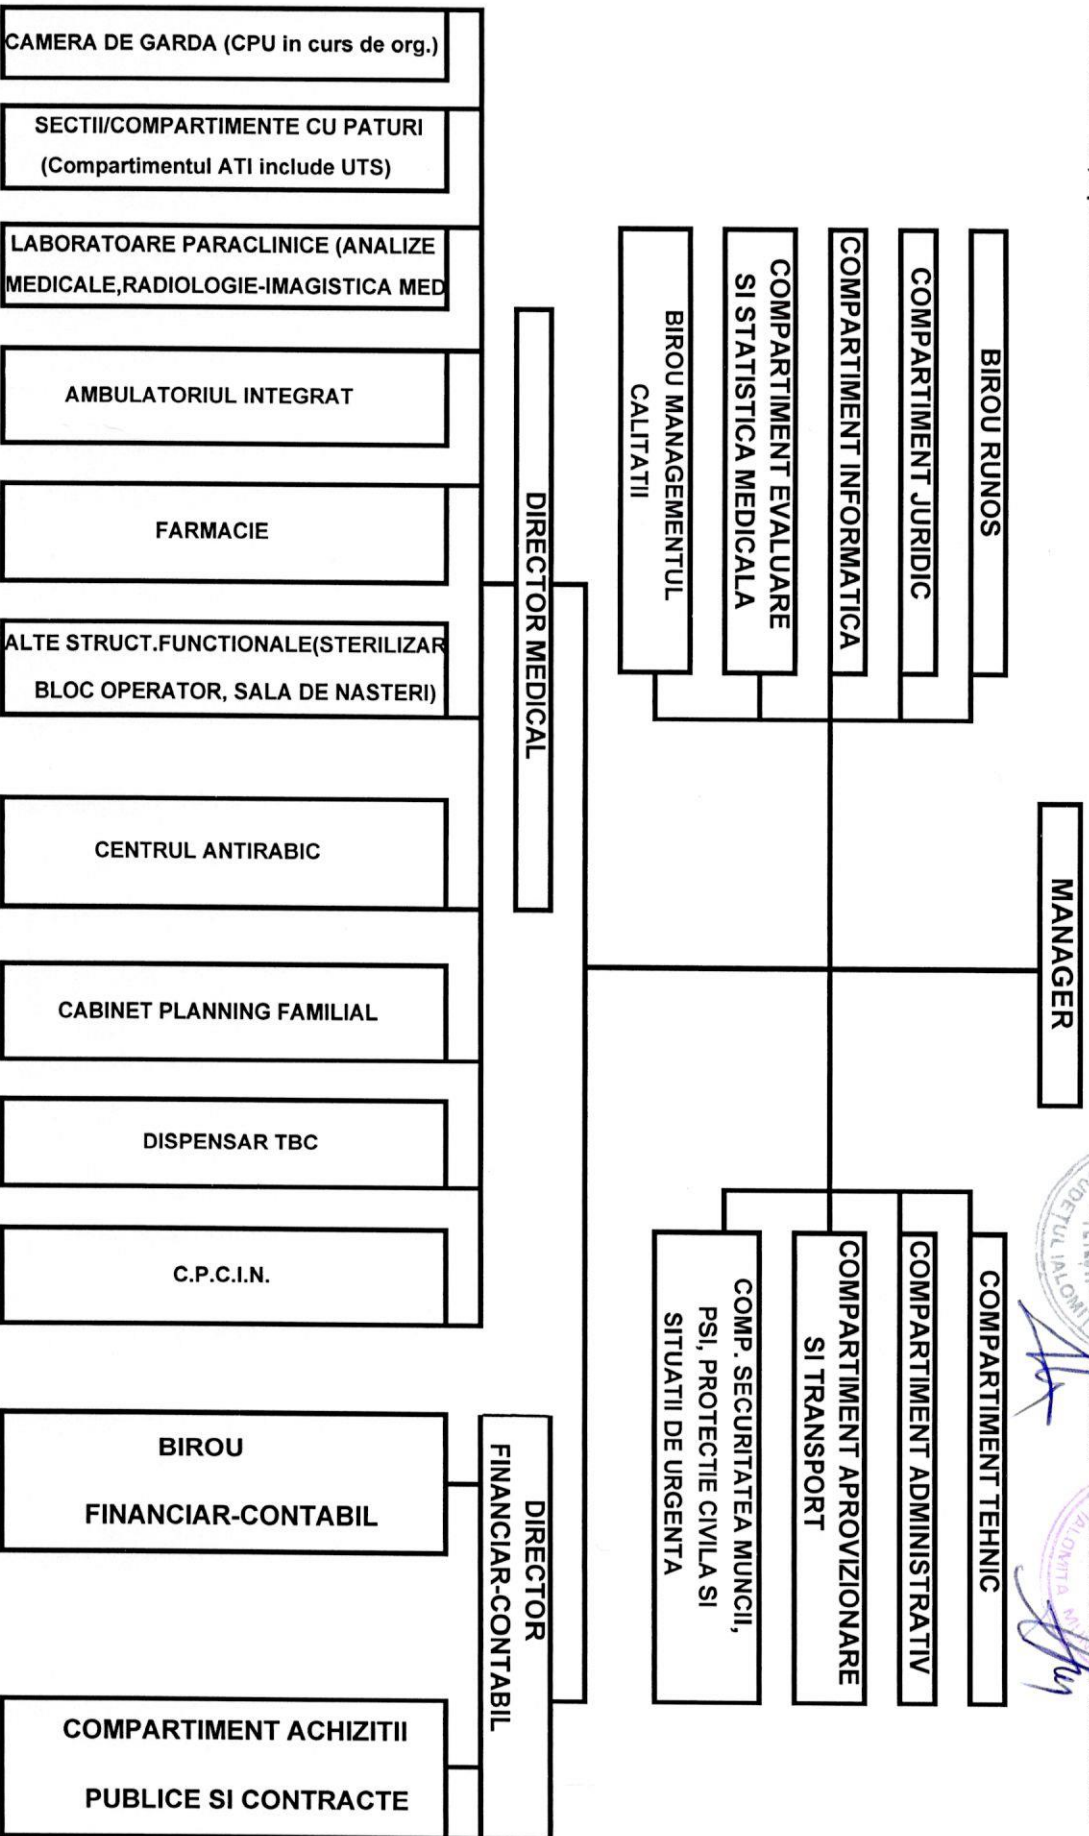 MANAGER
BIROU RUNOS
COMPARTIMENT JURIDIC
COMPARTIMENT INFORMATICA
COMPARTIMENT EVALUARE
SI STATISTICA MEDICALA
BIROU MANAGEMENTUL
CALITATII
COMPARTIMENT TEHNIC
COMPARTIMENT ADMINISTRATIV
COMPARTIMENT APROVIZIONARE
SI TRANSPORT
COMP. SECURITATEA MUNCII,
PSI, PROTECTIE CIVILA SI
SITUATII DE URGENTA
DIRECTOR MEDICAL
DIRECTOR
FINANCIAR-CONTABIL
CAMERA DE GARDA (CPU in curs de org.)
SECTII/COMPARTIMENTE CU PATURI
(Compartimentul ATI include UTS)
LABORATOARE PARACLINICE (ANALIZE
MEDICALE,RADIOLOGIE-IMAGISTICA MED
AMBULATORIUL INTEGRAT
FARMACIE
ALTE STRUCT.FUNCTIONALE(STERILIZAR
BLOC OPERATOR, SALA DE NASTERI)
CENTRUL ANTIRABIC
CABINET PLANNING FAMILIAL
DISPENSAR TBC
C.P.C.I.N.
BIROU
FINANCIAR-CONTABIL
COMPARTIMENT ACHIZITII
PUBLICE SI CONTRACTE
IALOMITA